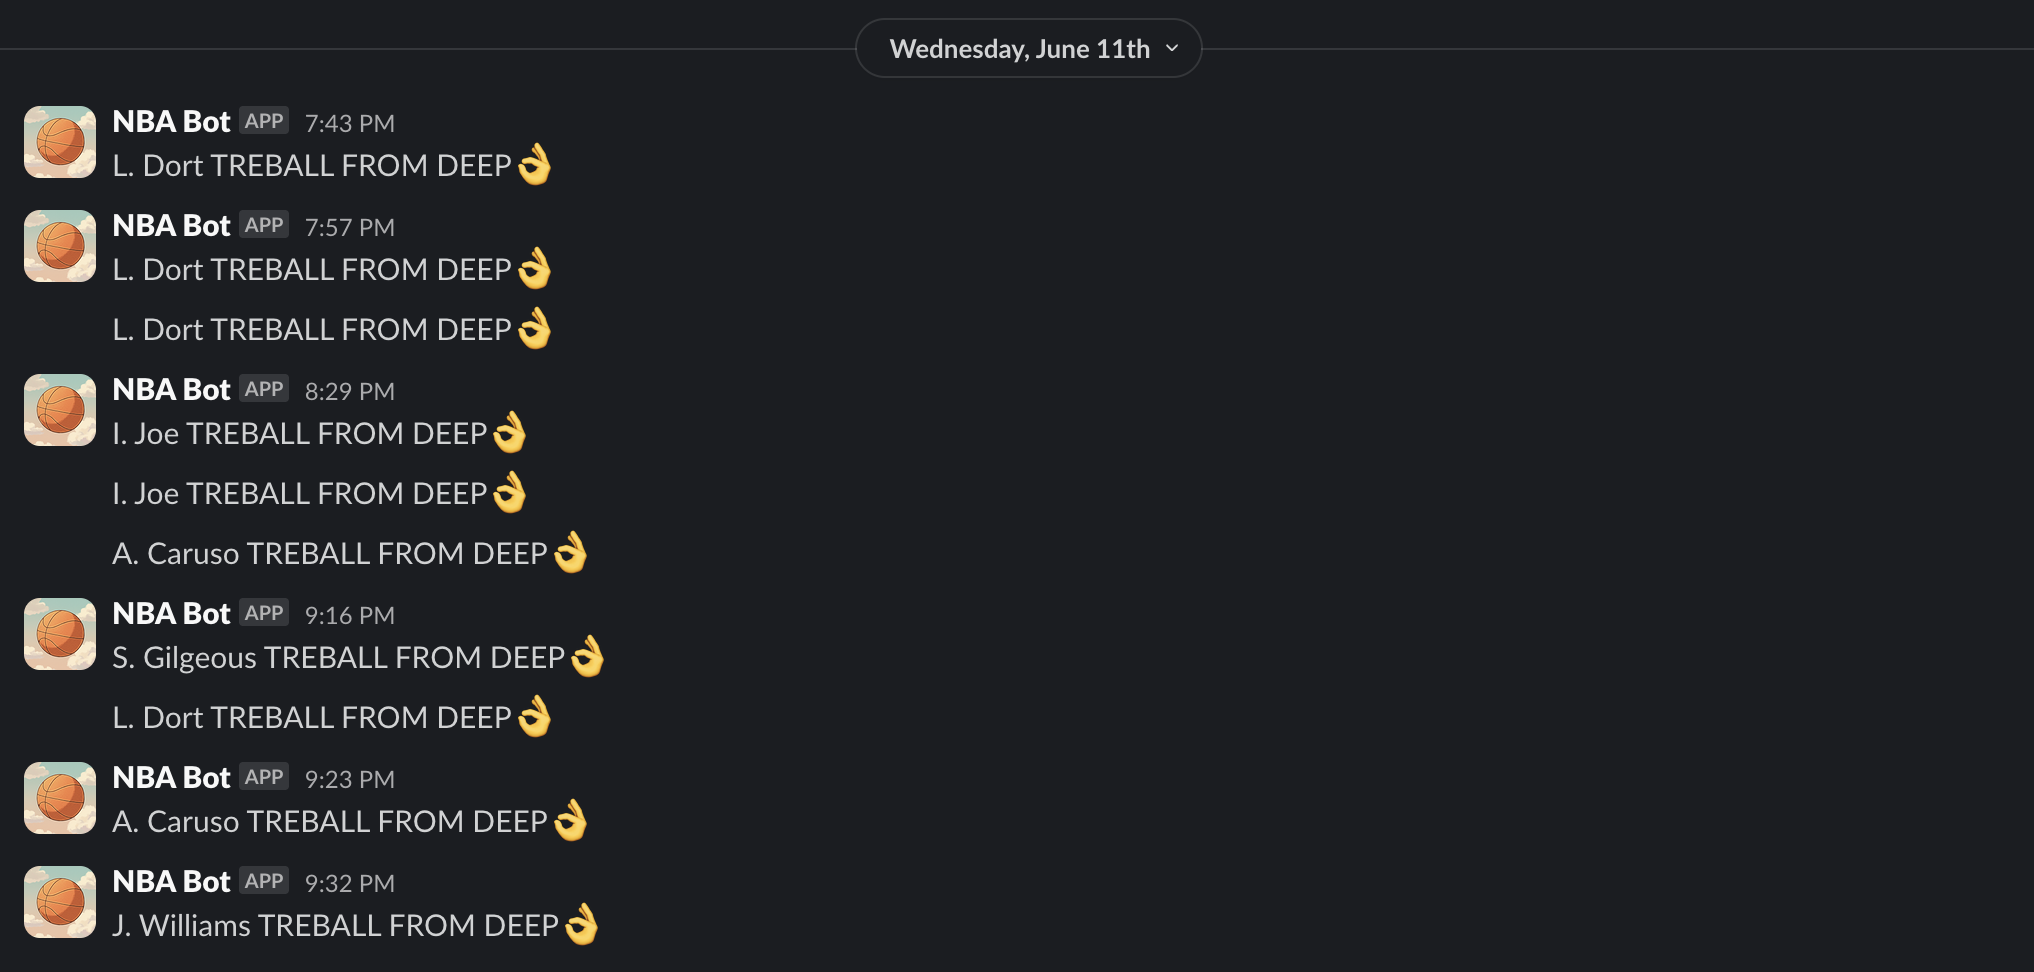 Wednesday, June 11th
NBA Bot APP 7:43 PM
L. Dort TREBALL FROM DEEP👌
NBA Bot APP 7:57 PM
L. Dort TREBALL FROM DEEP👌
L. Dort TREBALL FROM DEEP👌
NBA Bot APP 8:29 PM
I. Joe TREBALL FROM DEEP👌
I. Joe TREBALL FROM DEEP👌
A. Caruso TREBALL FROM DEEP👌
NBA Bot APP 9:16 PM
S. Gilgeous TREBALL FROM DEEP👌
L. Dort TREBALL FROM DEEP👌
NBA Bot APP 9:23 PM
A. Caruso TREBALL FROM DEEP👌
NBA Bot APP 9:32 PM
J. Williams TREBALL FROM DEEP👌